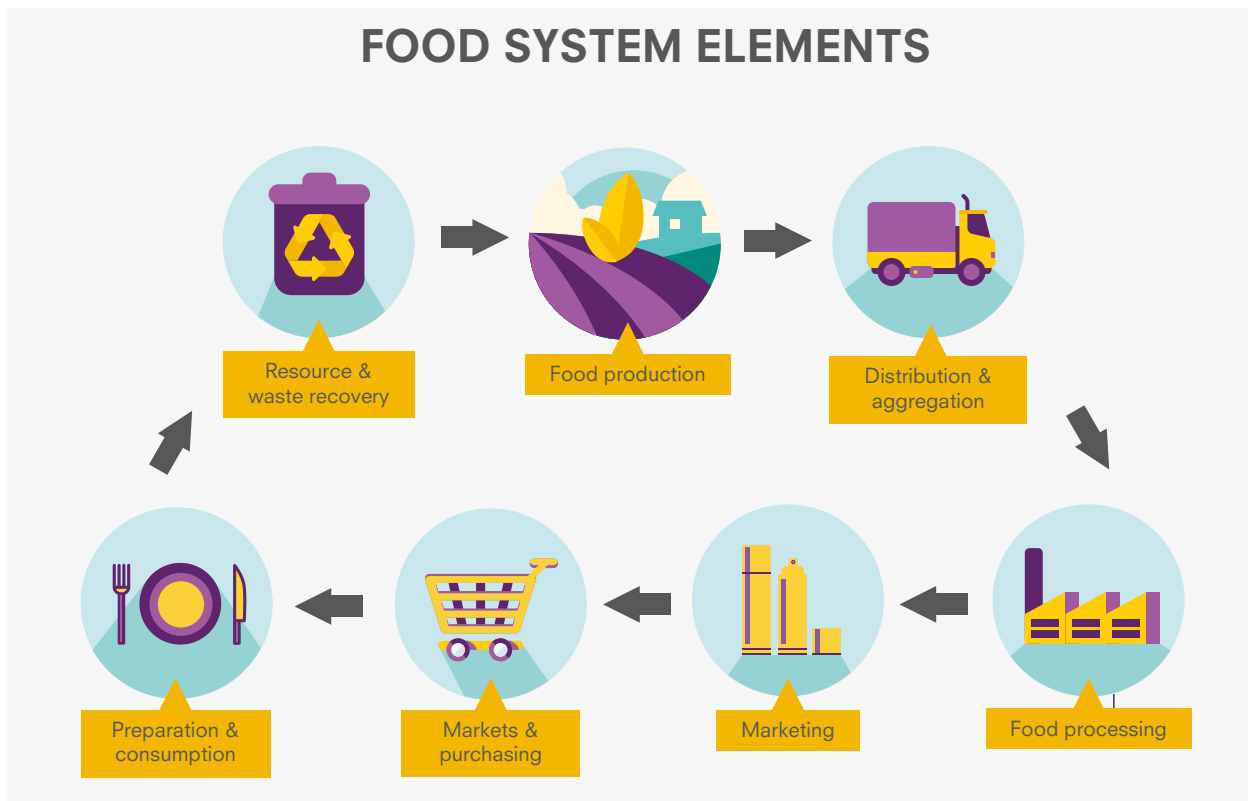 FOOD SYSTEM ELEMENTS
Resource &
waste recovery
Food production
Distribution &
aggregation
Preparation &
consumption
Markets &
purchasing
Marketing
Food processing